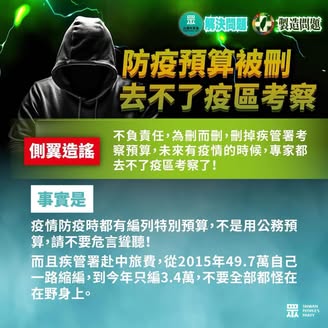 眾 解決問題 製造問題
防疫預算被刪
去不了疫區考察
側翼造謠
不負責任，為刪而刪，刪掉疾管署考
察預算，未來有疫情的時候，專家都
去不了疫區考察了！
事實是
疫情防疫時都有編列特別預算，不是用公務預
算，請不要危言聳聽！
而且疾管署赴中旅費，從2015年49.7萬自己
一路縮編，到今年只編3.4萬，不要全部都怪在
在野身上。
眾 TAIWAN
PEOPLE'S
PARTY